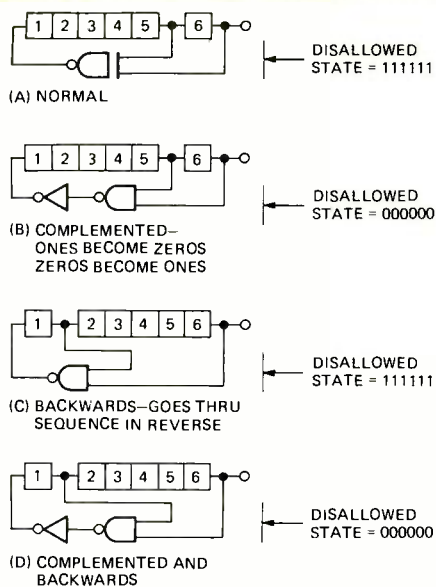 1 2 3 4 5 6
DISALLOWED
STATE = 111111
(A) NORMAL
1 2 3 4 5 6
DISALLOWED
STATE = 000000
(B) COMPLEMENTED—
ONES BECOME ZEROS
ZEROS BECOME ONES
1 2 3 4 5 6
DISALLOWED
STATE = 111111
(C) BACKWARDS—GOES THRU
SEQUENCE IN REVERSE
1 2 3 4 5 6
DISALLOWED
STATE = 000000
(D) COMPLEMENTED AND
BACKWARDS